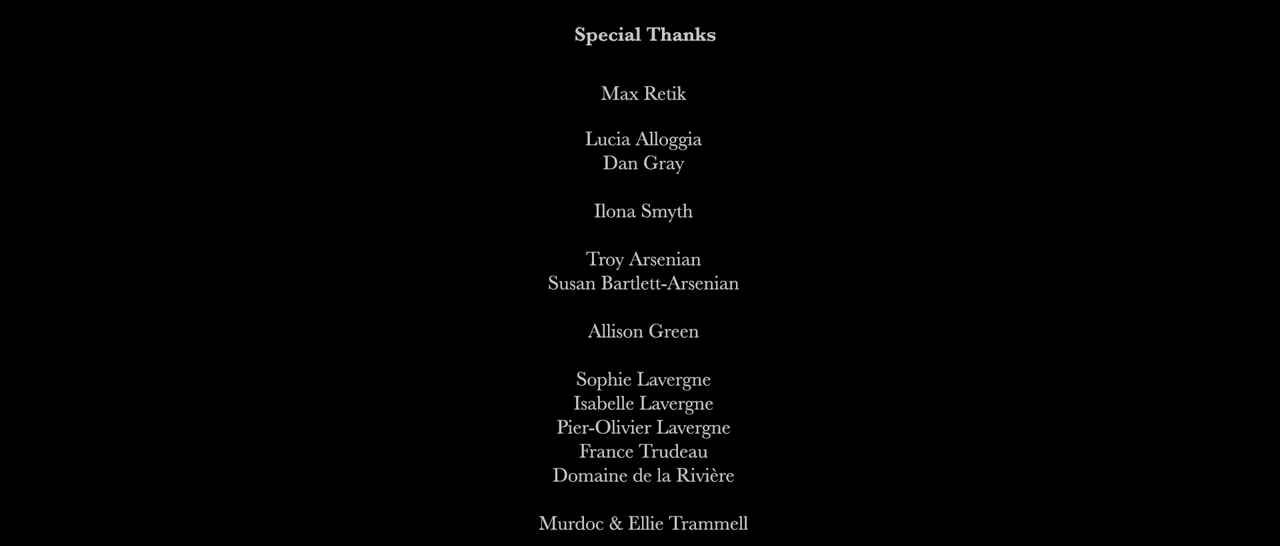 Special Thanks
Max Retik
Lucia Alloggia
Dan Gray
Ilona Smyth
Troy Arsenian
Susan Bartlett-Arsenian
Allison Green
Sophie Lavergne
Isabelle Lavergne
Pier-Olivier Lavergne
France Trudeau
Domaine de la Rivière
Murdoc & Ellie Trammell